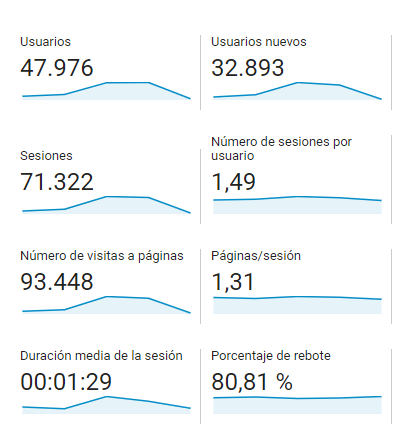 Usuarios
47.976
Usuarios nuevos
32.893
Sesiones
71.322
Número de sesiones por
usuario
1,49
Número de visitas a páginas
93.448
Páginas/sesión
1,31
Duración media de la sesión
00:01:29
Porcentaje de rebote
80,81 %